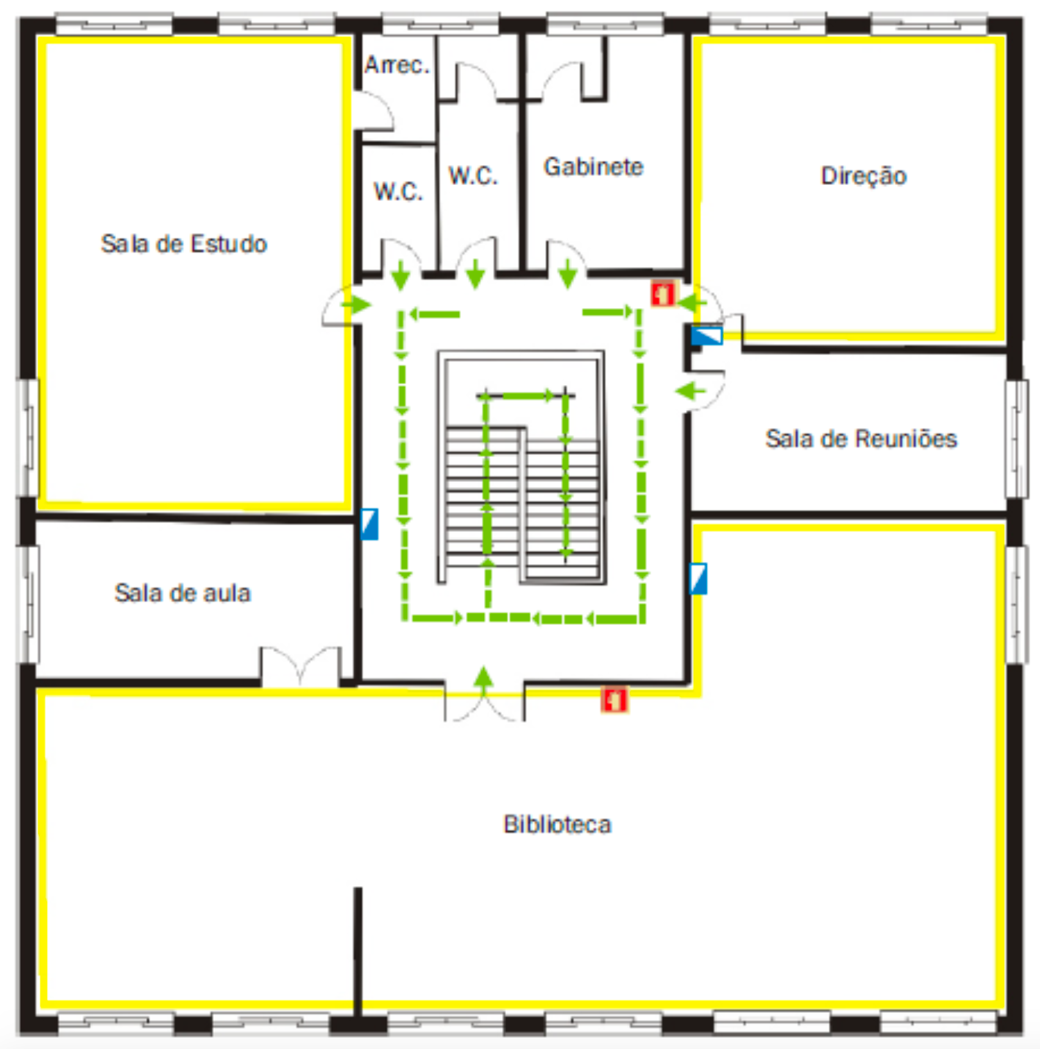 Arrec.
W.C.
W.C.
Gabinete
Direção
Sala de Estudo
Sala de Reuniões
Sala de aula
Biblioteca